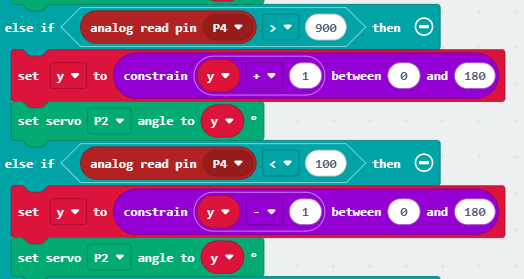 else if analog read pin P4 > 900 then
set y to constrain y + 1 between 0 and 180
set servo P2 angle to y °
else if analog read pin P4 < 100 then
set y to constrain y - 1 between 0 and 180
set servo P2 angle to y °